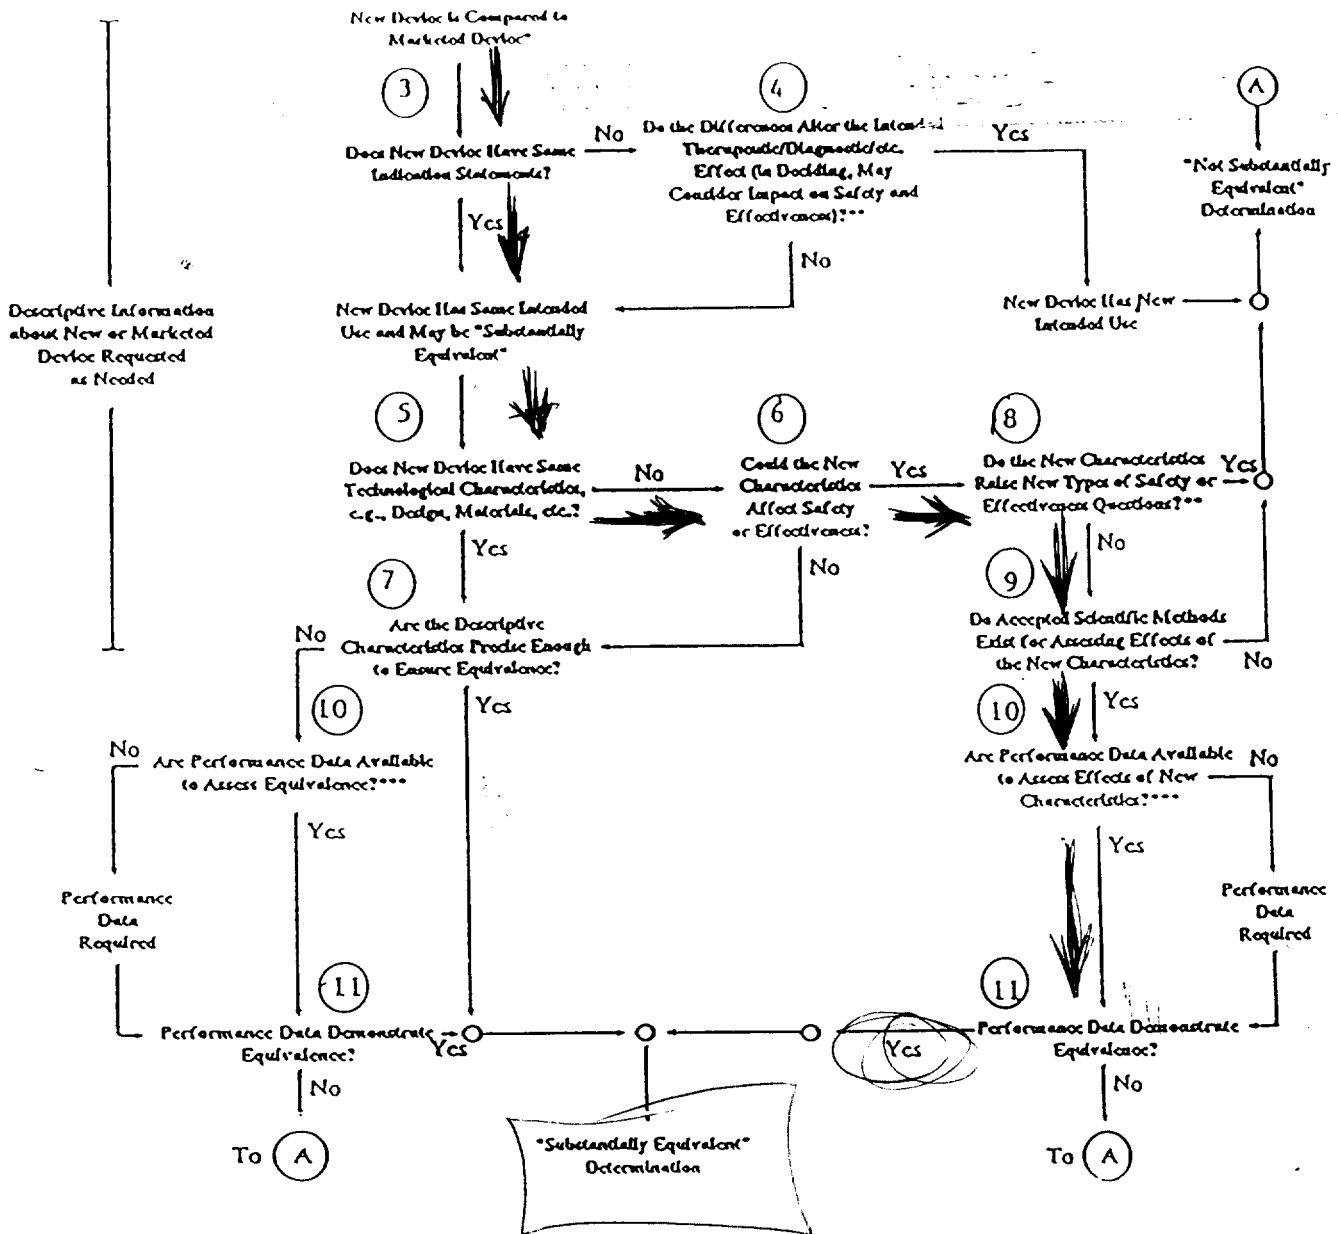 New Device is Compared to
Marketed Device*
3
Does New Device Have Same
Indication Statements?
No
4
Do the Differences Alter the Intended
Therapeutic/Diagnostic/etc.
Effect (in Deciding, May
Consider Impact on Safety and
Effectiveness)?**
Yes
A
"Not Substantially
Equivalent"
Determination
Yes
No
Descriptive Information
about New or Marketed
Device Requested
as Needed
New Device Has Same Intended
Use and May be "Substantially
Equivalent"
New Device Has New
Intended Use
5
Does New Device Have Same
Technological Characteristics,
e.g., Design, Materials, etc.?
No
6
Could the New
Characteristics
Affect Safety
or Effectiveness?
Yes
8
Do the New Characteristics
Raise New Types of Safety or
Effectiveness Questions?**
Yes
Yes
No
No
7
Are the Descriptive
Characteristics Precise Enough
to Ensure Equivalence?
No
9
Do Accepted Scientific Methods
Exist for Assessing Effects of
the New Characteristics?
No
Yes
Yes
10
Are Performance Data Available
to Assess Equivalence?***
No
10
Are Performance Data Available
to Assess Effects of New
Characteristics?***
No
Yes
Yes
Performance
Data
Required
Performance
Data
Required
11
Performance Data Demonstrate
Equivalence?
Yes
Yes
11
Performance Data Demonstrate
Equivalence?
No
No
To A
"Substantially Equivalent"
Determination
To A